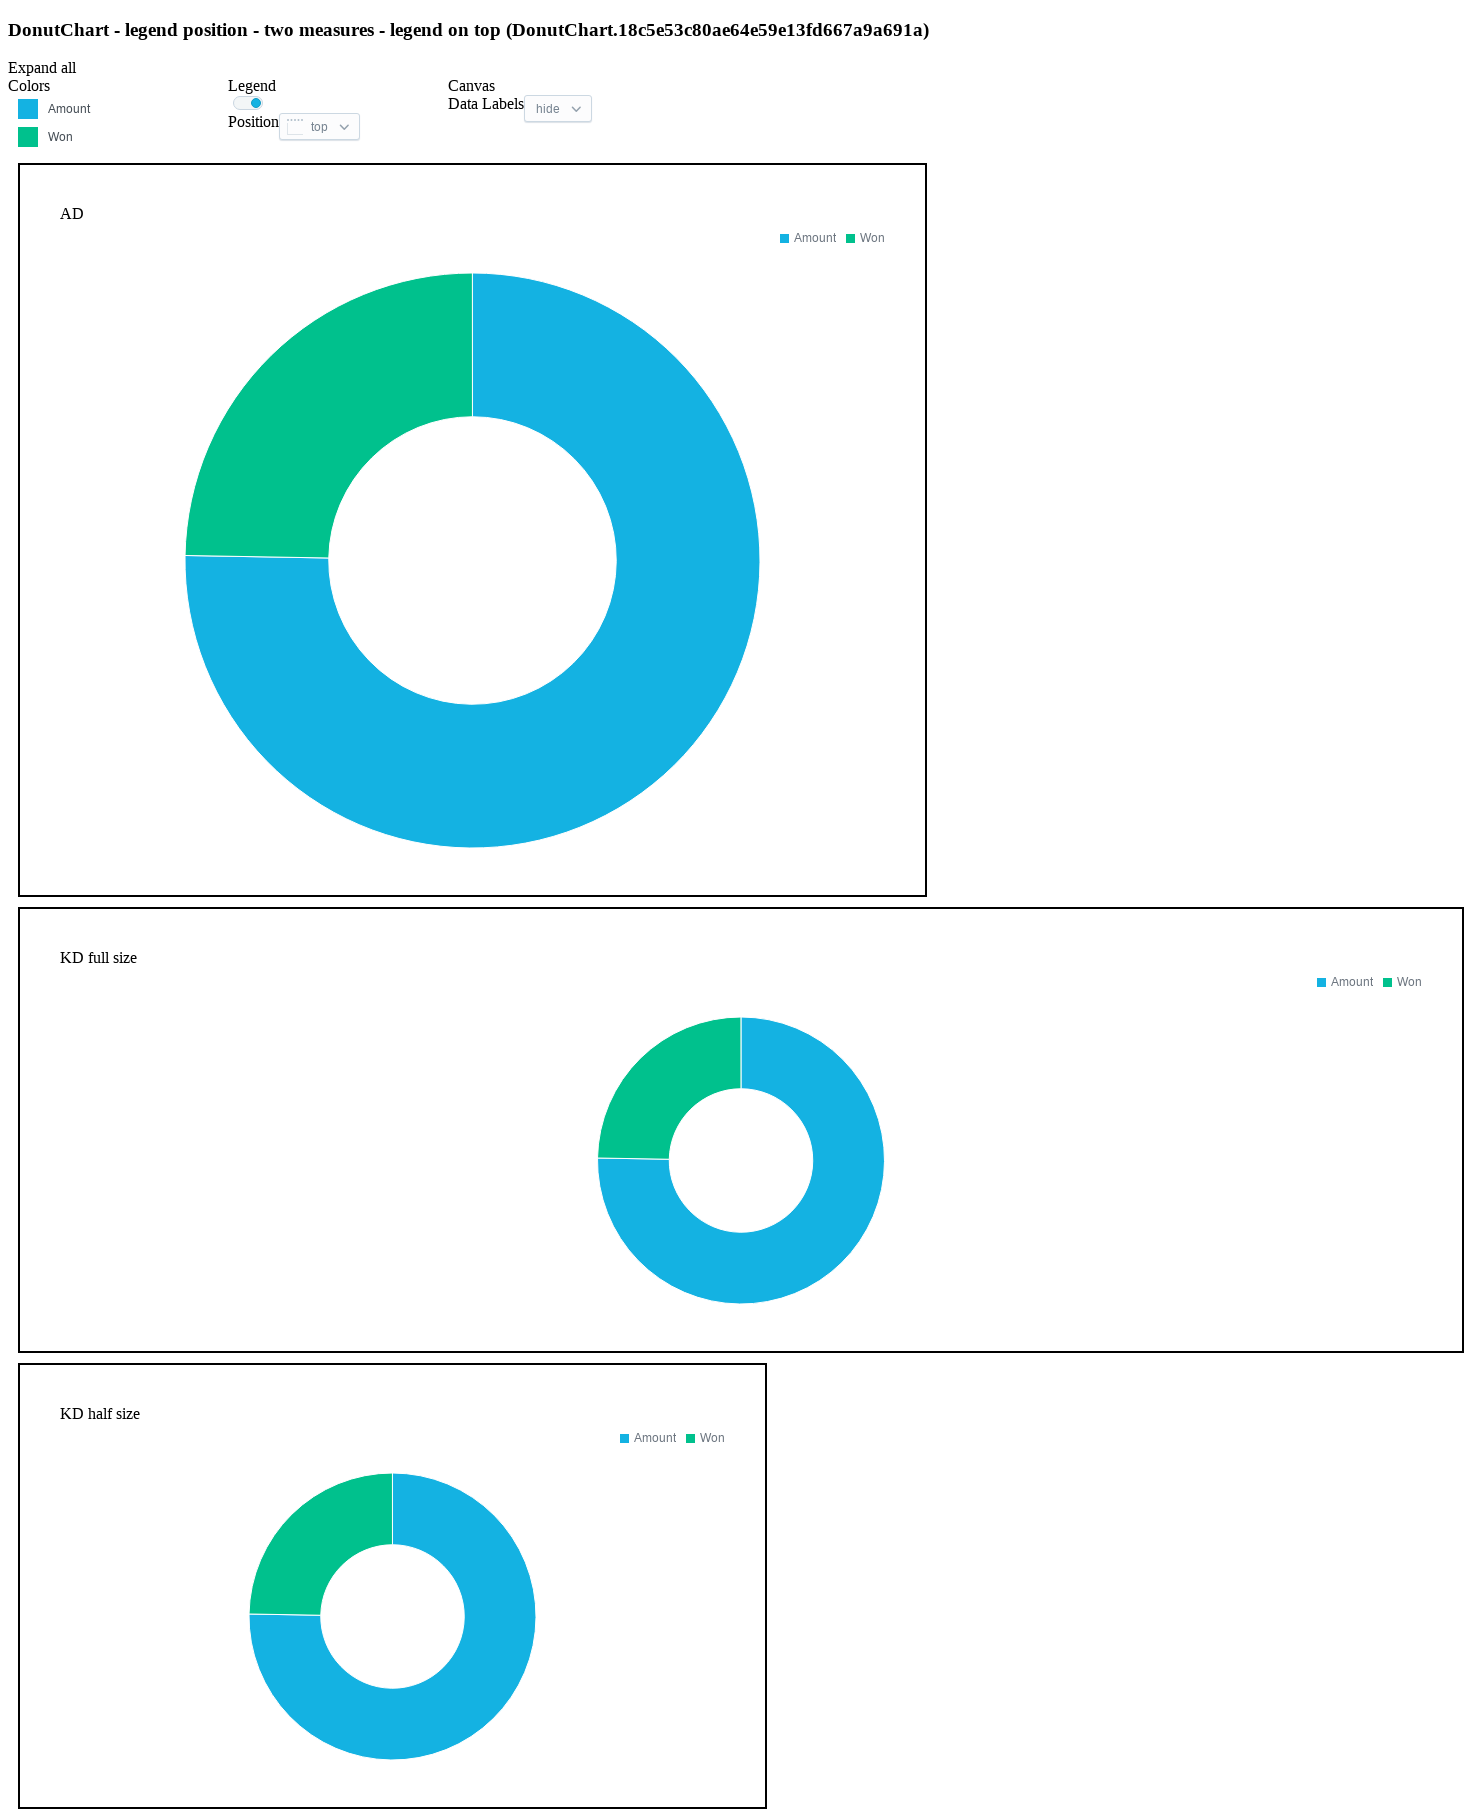 DonutChart - legend position - two measures - legend on top (DonutChart.18c5e53c80ae64e59e13fd667a9a691a)
Expand all
Colors
Amount
Won
Legend
Position top
Canvas
Data Labels hide
AD
Amount Won
KD full size
Amount Won
KD half size
Amount Won